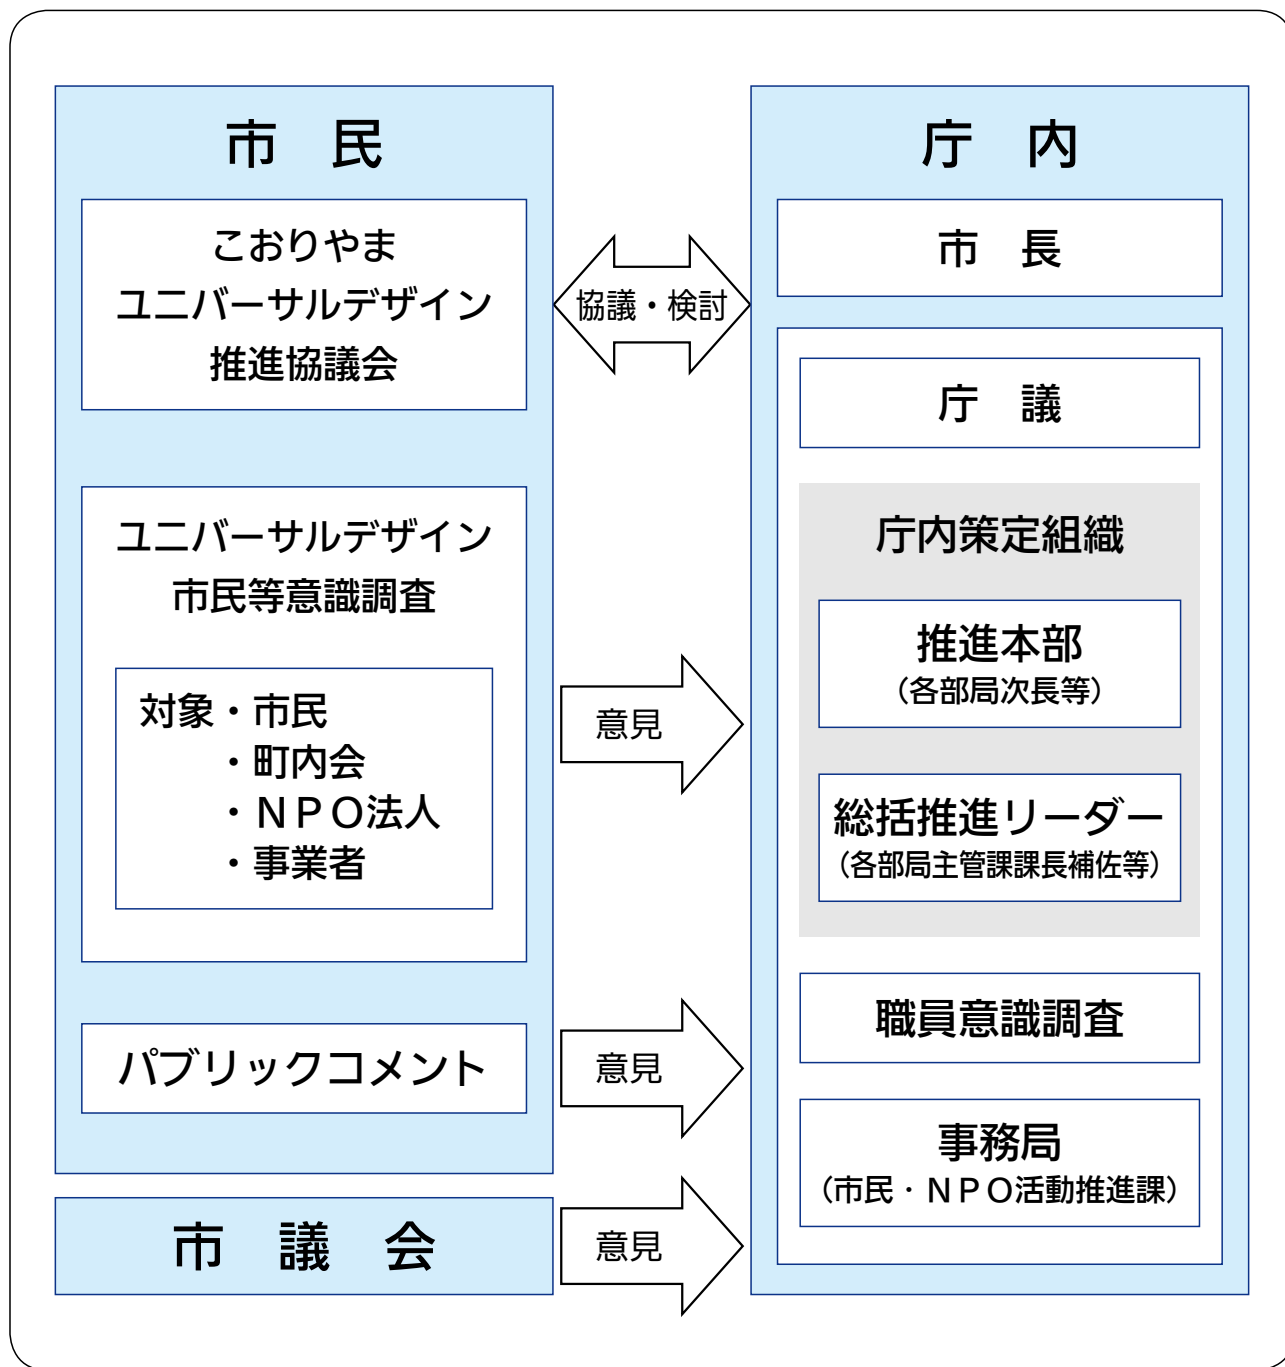 市　民
こおりやま
ユニバーサルデザイン
推進協議会
ユニバーサルデザイン
市民等意識調査
対象・市民
・町内会
・ＮＰＯ法人
・事業者
パブリックコメント
市　議　会
協議・検討
意見
意見
意見
庁　内
市　長
庁　議
庁内策定組織
推進本部
（各部局次長等）
総括推進リーダー
（各部局主管課課長補佐等）
職員意識調査
事務局
（市民・ＮＰＯ活動推進課）